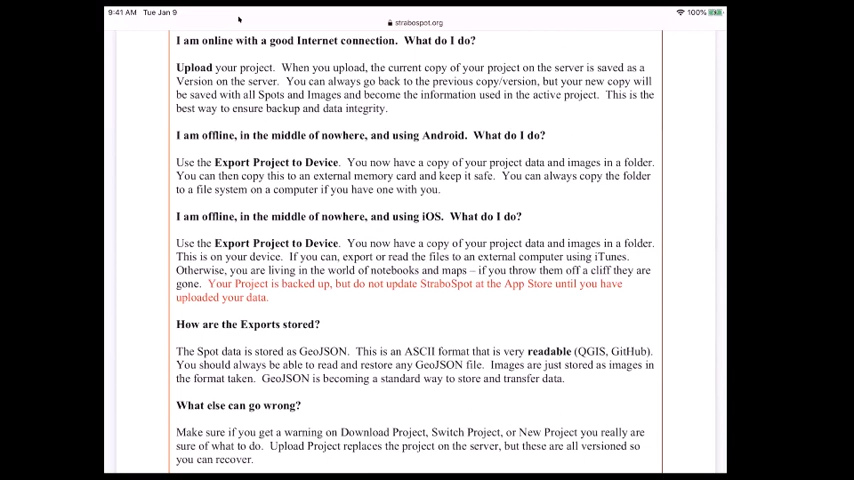 9:41 AM Tue Jan 9
100%
strabospot.org
I am online with a good Internet connection. What do I do?
Upload your project. When you upload, the current copy of your project on the server is saved as a
Version on the server. You can always go back to the previous copy/version, but your new copy will
be saved with all Spots and Images and become the information used in the active project. This is the
best way to ensure backup and data integrity.
I am offline, in the middle of nowhere, and using Android. What do I do?
Use the Export Project to Device. You now have a copy of your project data and images in a folder.
You can then copy this to an external memory card and keep it safe. You can always copy the folder
to a file system on a computer if you have one with you.
I am offline, in the middle of nowhere, and using iOS. What do I do?
Use the Export Project to Device. You now have a copy of your project data and images in a folder.
This is on your device. If you can, export or read the files to an external computer using iTunes.
Otherwise, you are living in the world of notebooks and maps – if you throw them off a cliff they are
gone. Your Project is backed up, but do not update StraboSpot at the App Store until you have
uploaded your data.
How are the Exports stored?
The Spot data is stored as GeoJSON. This is an ASCII format that is very readable (QGIS, GitHub).
You should always be able to read and restore any GeoJSON file. Images are just stored as images in
the format taken. GeoJSON is becoming a standard way to store and transfer data.
What else can go wrong?
Make sure if you get a warning on Download Project, Switch Project, or New Project you really are
sure of what to do. Upload Project replaces the project on the server, but these are all versioned so
you can recover.